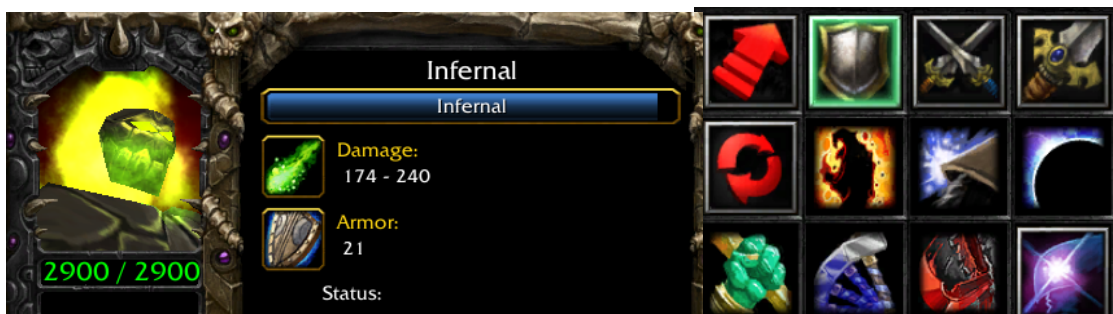 Infernal
Infernal
Damage:
174 - 240
Armor:
21
2900 / 2900
Status: